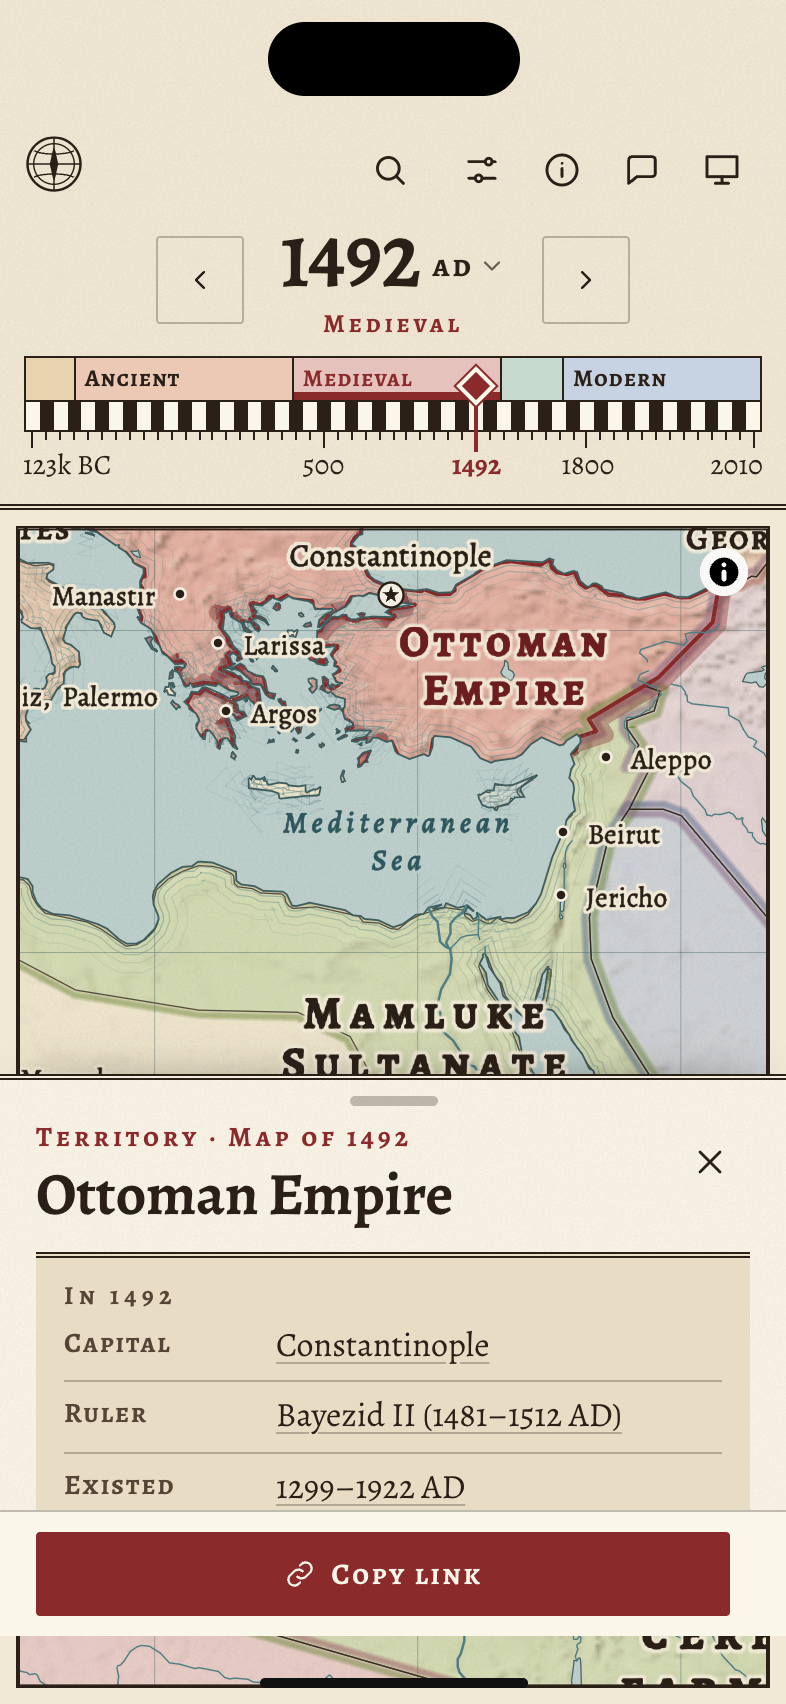 1492 AD
Medieval
Ancient
Medieval
Modern
123k BC
500
1492
1800
2010
Constantinople
Manastir
Larissa
Ottoman
Empire
iz, Palermo
Argos
Aleppo
Mediterranean
Sea
Beirut
Jericho
Mamluke
Sultanate
Territory · Map of 1492
Ottoman Empire
In 1492
Capital Constantinople
Ruler Bayezid II (1481–1512 AD)
Existed 1299–1922 AD
Copy link